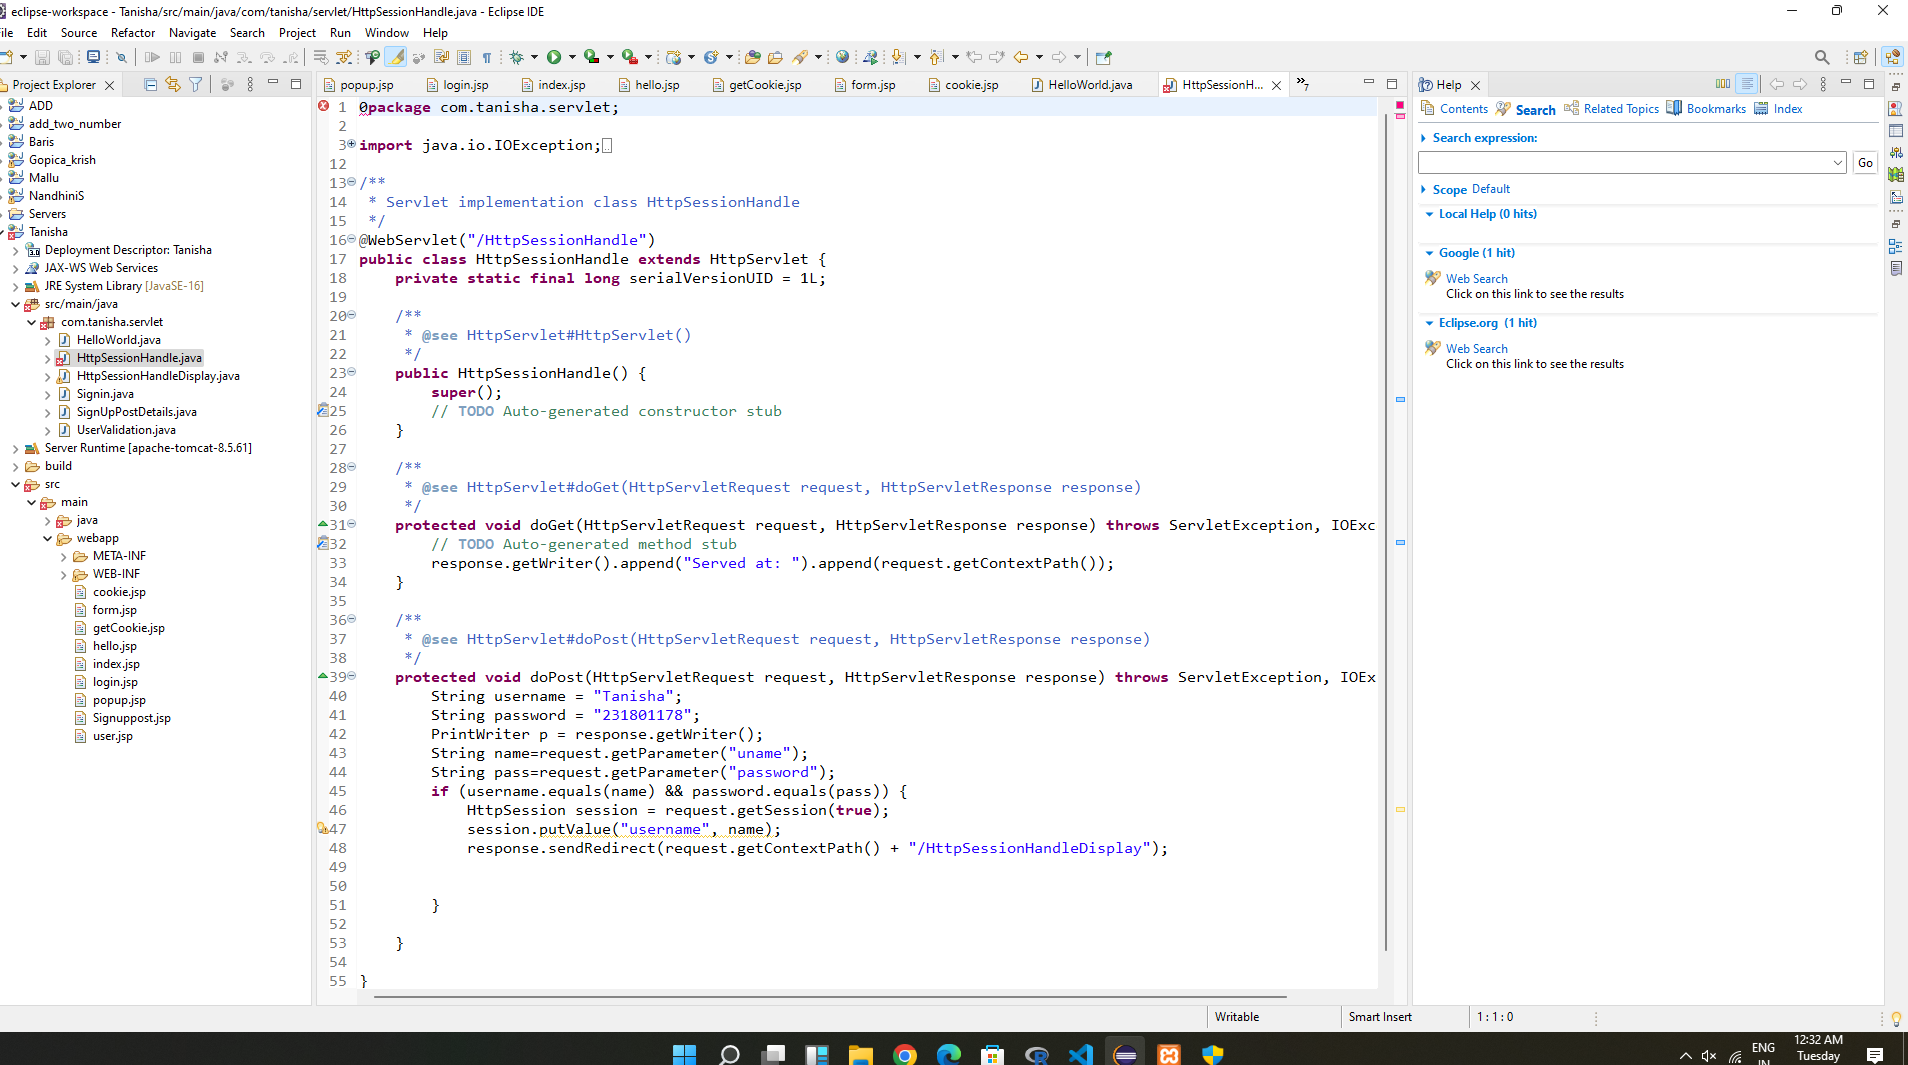 eclipse-workspace - Tanisha/src/main/java/com/tanisha/servlet/HttpSessionHandle.java - Eclipse IDE
ile Edit Source Refactor Navigate Search Project Run Window Help
Project Explorer
ADD
add_two_number
Baris
Gopica_krish
Mallu
NandhiniS
Servers
Tanisha
Deployment Descriptor: Tanisha
JAX-WS Web Services
JRE System Library [JavaSE-16]
src/main/java
com.tanisha.servlet
HelloWorld.java
HttpSessionHandle.java
HttpSessionHandleDisplay.java
Signin.java
SignUpPostDetails.java
UserValidation.java
Server Runtime [apache-tomcat-8.5.61]
build
src
main
java
webapp
META-INF
WEB-INF
cookie.jsp
form.jsp
getCookie.jsp
hello.jsp
index.jsp
login.jsp
popup.jsp
Signuppost.jsp
user.jsp
popup.jsp login.jsp index.jsp hello.jsp getCookie.jsp form.jsp cookie.jsp HelloWorld.java HttpSessionH... »7
1 0package com.tanisha.servlet;
2
3 import java.io.IOException;
12
13 /**
14 * Servlet implementation class HttpSessionHandle
15 */
16 @WebServlet("/HttpSessionHandle")
17 public class HttpSessionHandle extends HttpServlet {
18 private static final long serialVersionUID = 1L;
19
20 /**
21 * @see HttpServlet#HttpServlet()
22 */
23 public HttpSessionHandle() {
24 super();
25 // TODO Auto-generated constructor stub
26 }
27
28 /**
29 * @see HttpServlet#doGet(HttpServletRequest request, HttpServletResponse response)
30 */
31 protected void doGet(HttpServletRequest request, HttpServletResponse response) throws ServletException, IOExc
32 // TODO Auto-generated method stub
33 response.getWriter().append("Served at: ").append(request.getContextPath());
34 }
35
36 /**
37 * @see HttpServlet#doPost(HttpServletRequest request, HttpServletResponse response)
38 */
39 protected void doPost(HttpServletRequest request, HttpServletResponse response) throws ServletException, IOEx
40 String username = "Tanisha";
41 String password = "231801178";
42 PrintWriter p = response.getWriter();
43 String name=request.getParameter("uname");
44 String pass=request.getParameter("password");
45 if (username.equals(name) && password.equals(pass)) {
46 HttpSession session = request.getSession(true);
47 session.putValue("username", name);
48 response.sendRedirect(request.getContextPath() + "/HttpSessionHandleDisplay");
49
50
51 }
52
53 }
54
55 }
Help
Contents Search Related Topics Bookmarks Index
Search expression:
Go
Scope Default
Local Help (0 hits)
Google (1 hit)
Web Search
Click on this link to see the results
Eclipse.org (1 hit)
Web Search
Click on this link to see the results
Writable Smart Insert 1 : 1 : 0
ENG
IN
12:32 AM
Tuesday